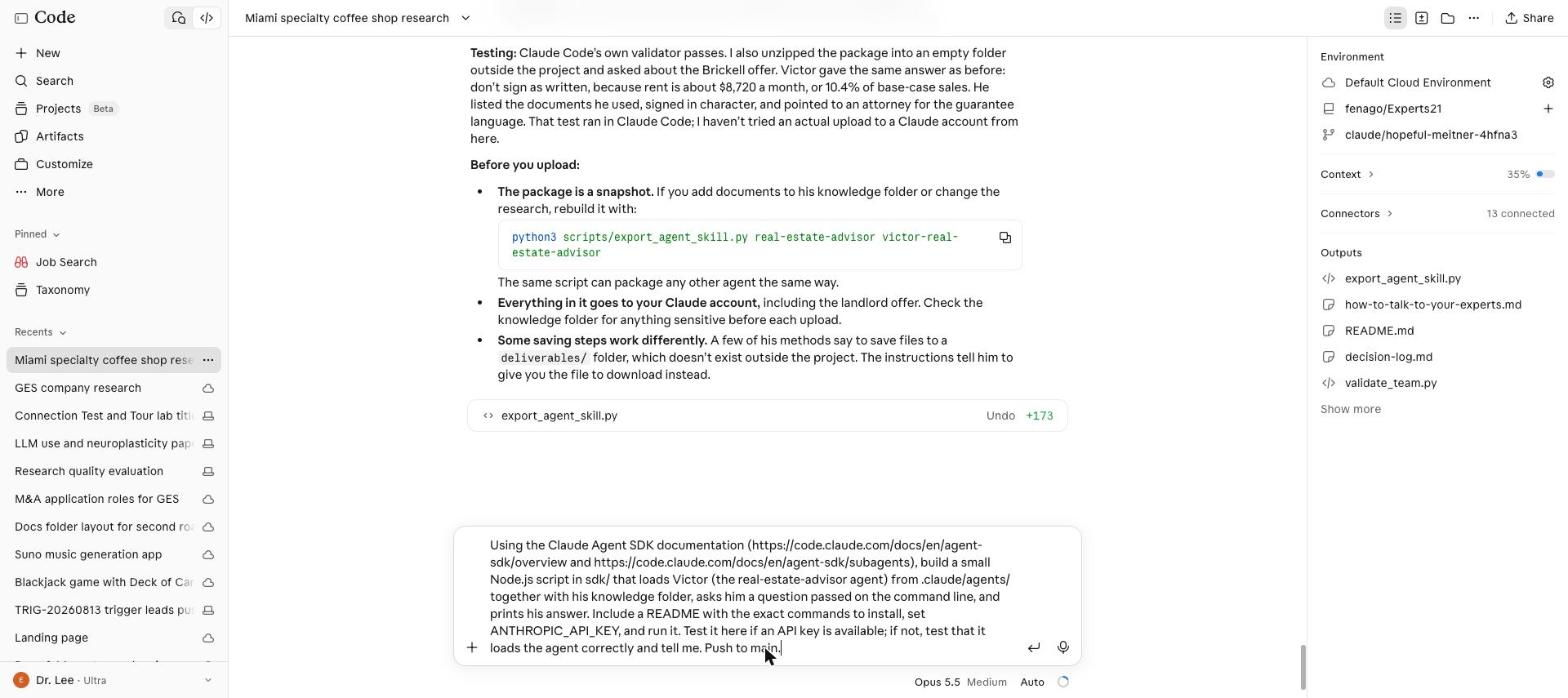 Code
New
Search
Projects Beta
Artifacts
Customize
More
Pinned
Job Search
Taxonomy
Recents
Miami specialty coffee shop rese
GES company research
Connection Test and Tour lab titl
LLM use and neuroplasticity pape
Research quality evaluation
M&A application roles for GES
Docs folder layout for second ro
Suno music generation app
Blackjack game with Deck of Car
TRIG-20260813 trigger leads pu
Landing page
E Dr. Lee · Ultra
Miami specialty coffee shop research
Share
Testing: Claude Code's own validator passes. I also unzipped the package into an empty folder
outside the project and asked about the Brickell offer. Victor gave the same answer as before:
don't sign as written, because rent is about $8,720 a month, or 10.4% of base-case sales. He
listed the documents he used, signed in character, and pointed to an attorney for the guarantee
language. That test ran in Claude Code; I haven't tried an actual upload to a Claude account from
here.
Before you upload:
• The package is a snapshot. If you add documents to his knowledge folder or change the
research, rebuild it with:
python3 scripts/export_agent_skill.py real-estate-advisor victor-real-
estate-advisor
The same script can package any other agent the same way.
• Everything in it goes to your Claude account, including the landlord offer. Check the
knowledge folder for anything sensitive before each upload.
• Some saving steps work differently. A few of his methods say to save files to a
deliverables/ folder, which doesn't exist outside the project. The instructions tell him to
give you the file to download instead.
export_agent_skill.py Undo +173
Using the Claude Agent SDK documentation (https://code.claude.com/docs/en/agent-
sdk/overview and https://code.claude.com/docs/en/agent-sdk/subagents), build a small
Node.js script in sdk/ that loads Victor (the real-estate-advisor agent) from .claude/agents/
together with his knowledge folder, asks him a question passed on the command line, and
prints his answer. Include a README with the exact commands to install, set
ANTHROPIC_API_KEY, and run it. Test it here if an API key is available; if not, test that it
loads the agent correctly and tell me. Push to main.
Opus 5.5 Medium Auto
Environment
Default Cloud Environment
fenago/Experts21
claude/hopeful-meitner-4hfna3
Context 35%
Connectors 13 connected
Outputs
export_agent_skill.py
how-to-talk-to-your-experts.md
README.md
decision-log.md
validate_team.py
Show more